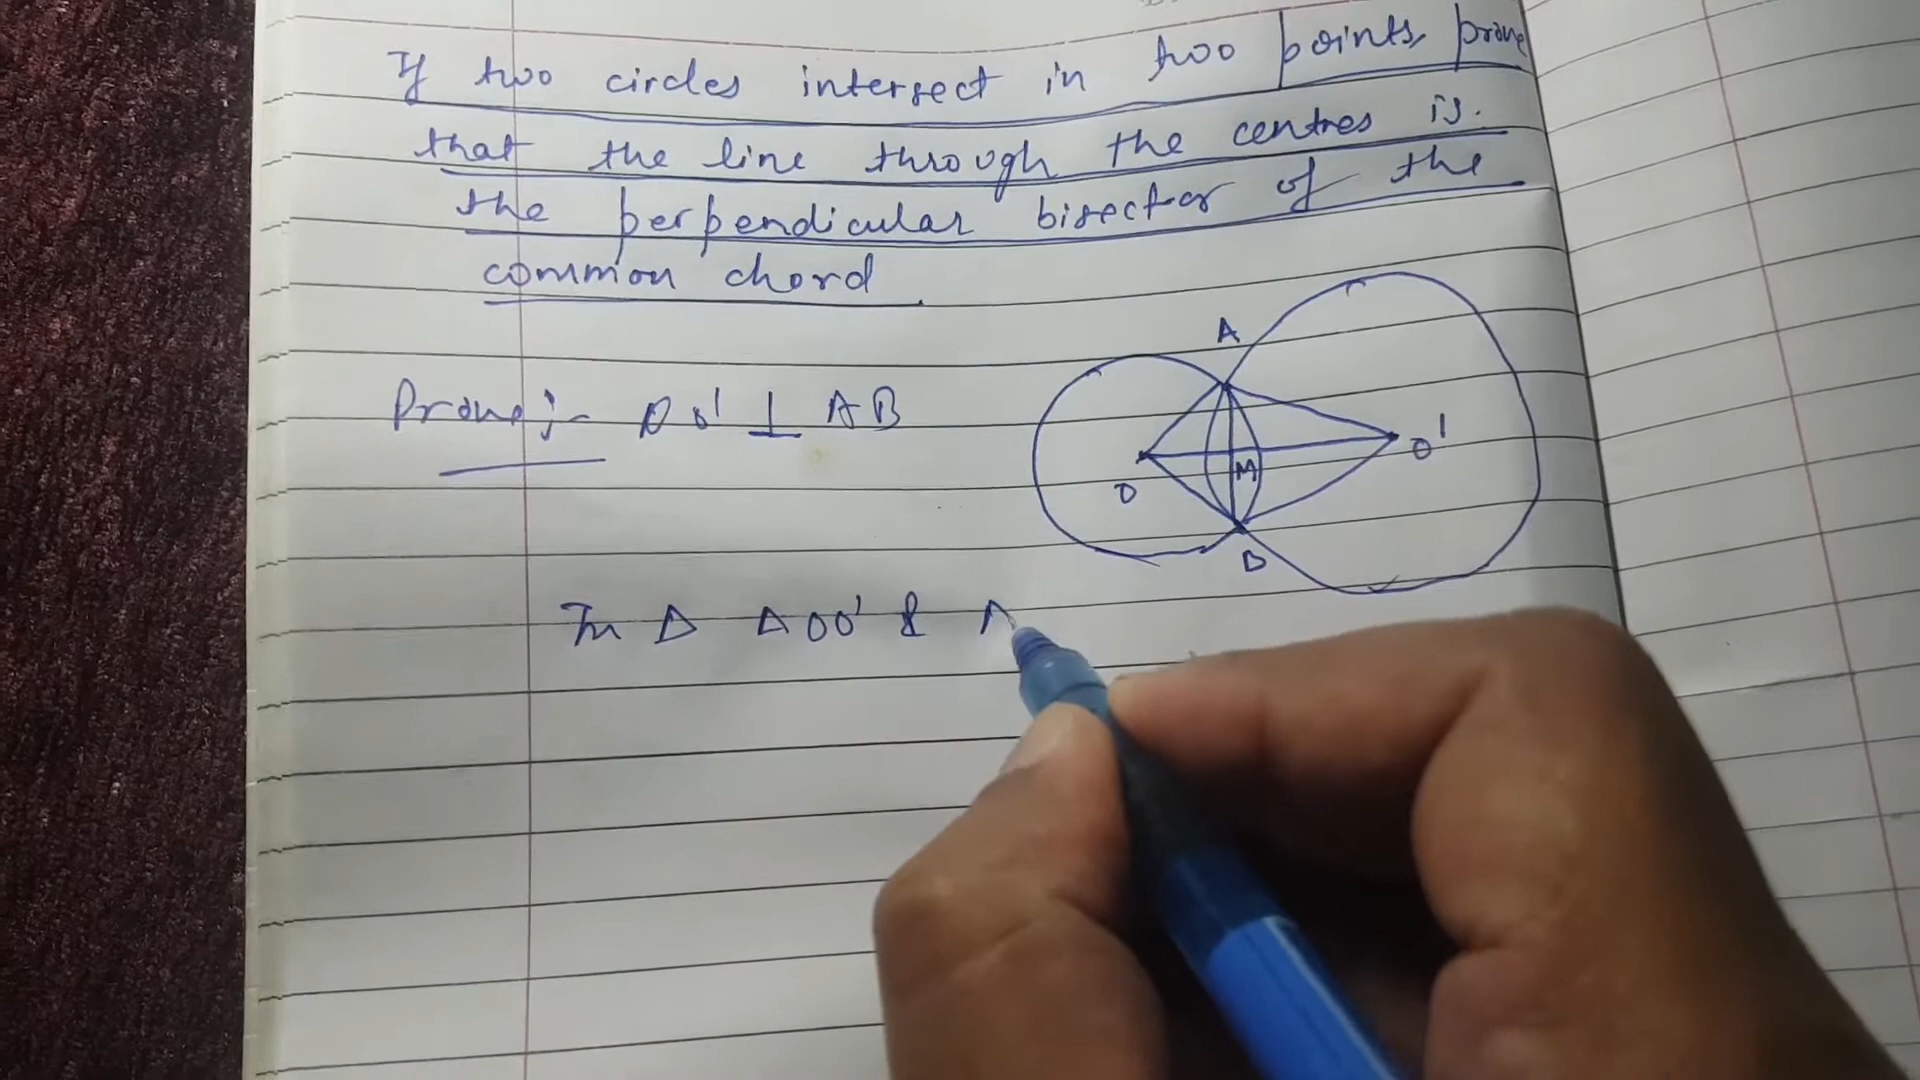 If two circles intersect in two points, prove
that the line through the centres is.
the perpendicular bisector of the
common chord.
Prove :- OO' ⊥ AB
A
O'
M
O
B
In Δ AOO' & Δ